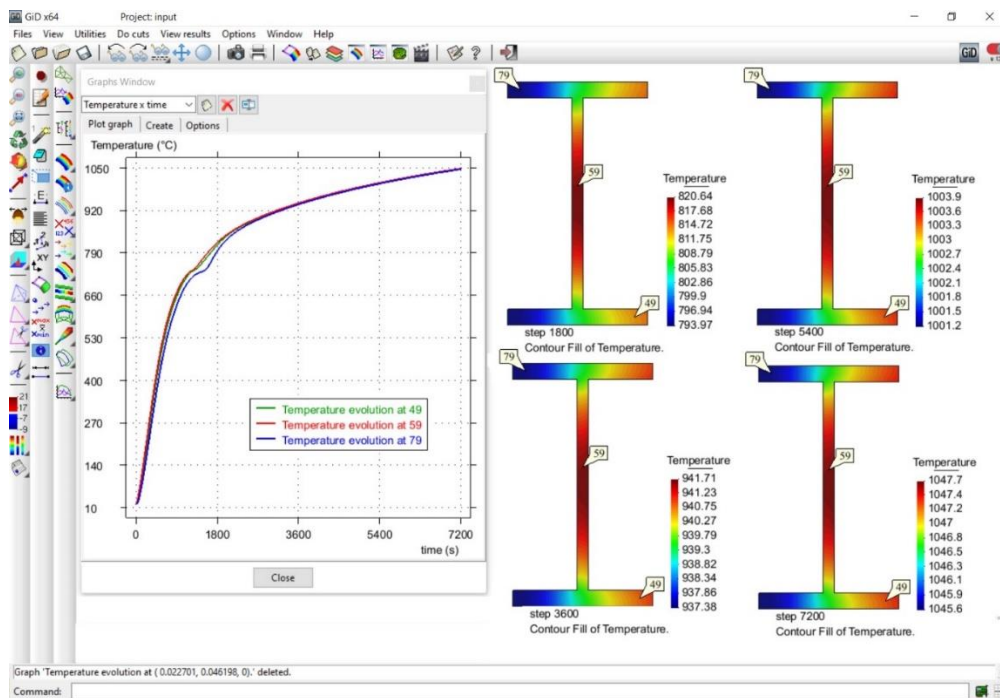 GiD x64 Project: input
Files View Utilities Do cuts View results Options Window Help
GiD
Graphs Window
Temperature x time
Plot graph Create Options
Temperature (°C)
1050
920
790
660
530
400
270
140
10
0 1800 3600 5400 7200
time (s)
Temperature evolution at 49
Temperature evolution at 59
Temperature evolution at 79
Close
79
59
49
Temperature
820.64
817.68
814.72
811.75
808.79
805.83
802.86
799.9
796.94
793.97
step 1800
Contour Fill of Temperature.
79
59
49
Temperature
1003.9
1003.6
1003.3
1003
1002.7
1002.4
1002.1
1001.8
1001.5
1001.2
step 5400
Contour Fill of Temperature.
79
59
49
Temperature
941.71
941.23
940.75
940.27
939.79
939.3
938.82
938.34
937.86
937.38
step 3600
Contour Fill of Temperature.
79
59
49
Temperature
1047.7
1047.4
1047.2
1047
1046.8
1046.5
1046.3
1046.1
1045.9
1045.6
step 7200
Contour Fill of Temperature.
Graph 'Temperature evolution at ( 0.022701, 0.046198, 0).' deleted.
Command: